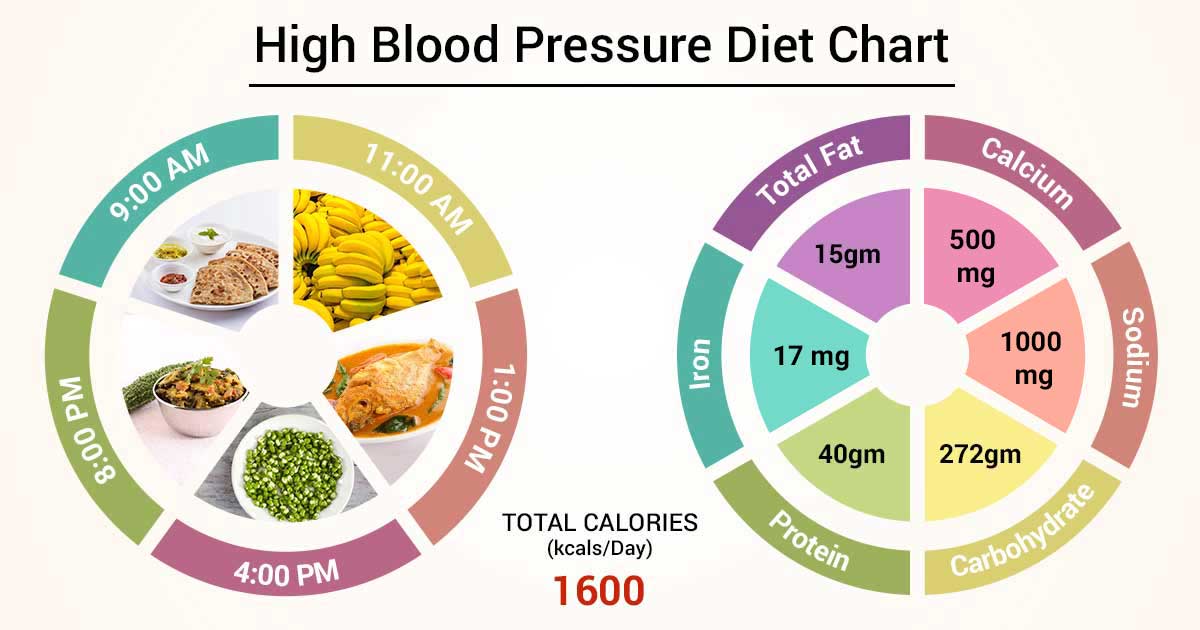 High Blood Pressure Diet Chart
9:00 AM
11:00 AM
1:00 PM
4:00 PM
8:00 PM
TOTAL CALORIES
(kcals/Day)
1600
Total Fat
15gm
Calcium
500
mg
Sodium
1000
mg
Carbohydrate
272gm
Protein
40gm
Iron
17 mg